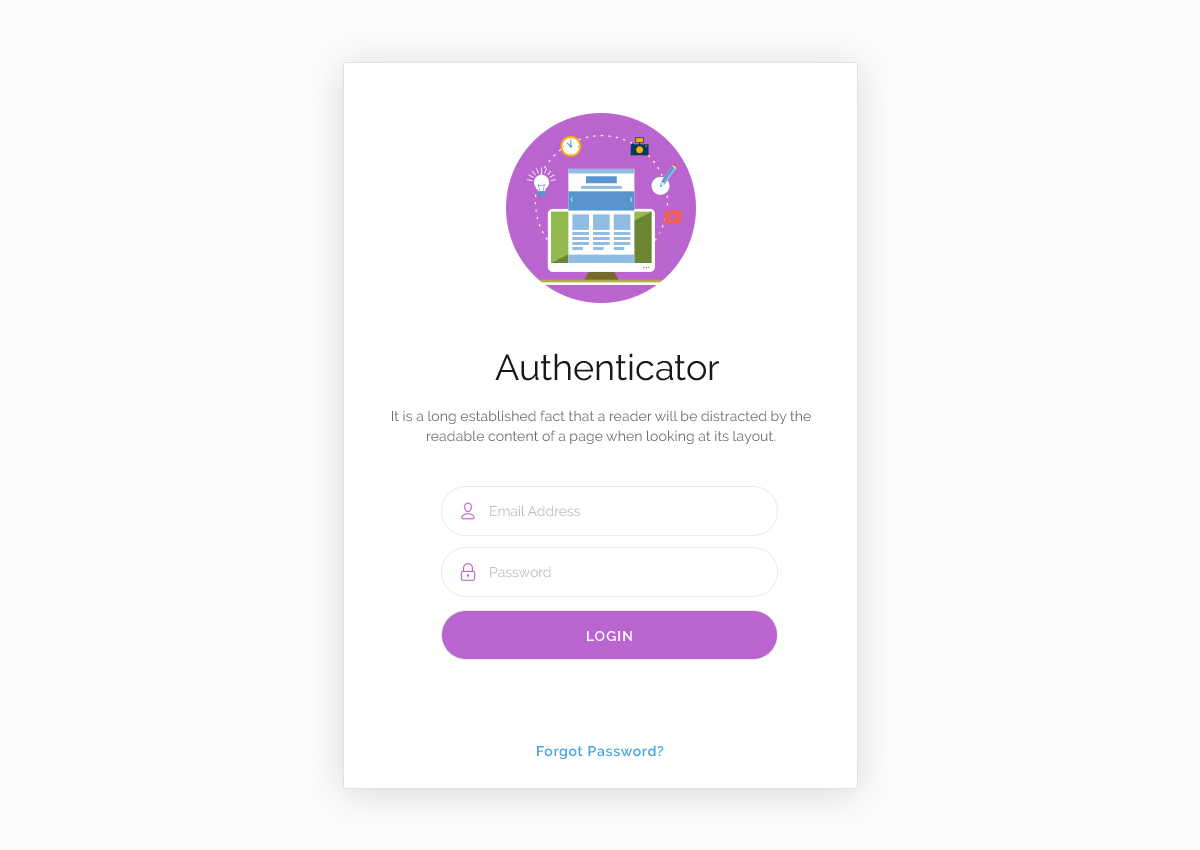 Authenticator
It is a long established fact that a reader will be distracted by the
readable content of a page when looking at its layout.
Email Address
Password
LOGIN
Forgot Password?